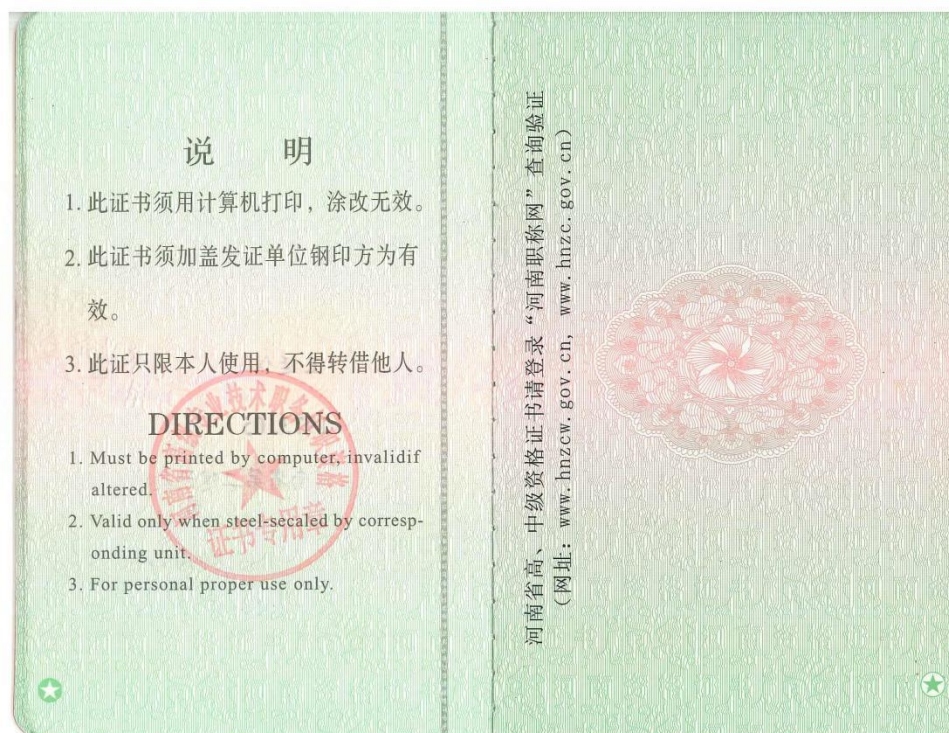 说 明
1. 此证书须用计算机打印，涂改无效。
2. 此证书须加盖发证单位钢印方为有
效。
3. 此证只限本人使用，不得转借他人。
DIRECTIONS
1. Must be printed by computer, invalidif
altered.
2. Valid only when steel-secaled by corresp-
onding unit.
3. For personal proper use only.
证书专用章
河南省高、中级资格证书请登录“河南职称网”查询验证
(网址: www.hnzcw.gov.cn, www.hnzc.gov.cn)